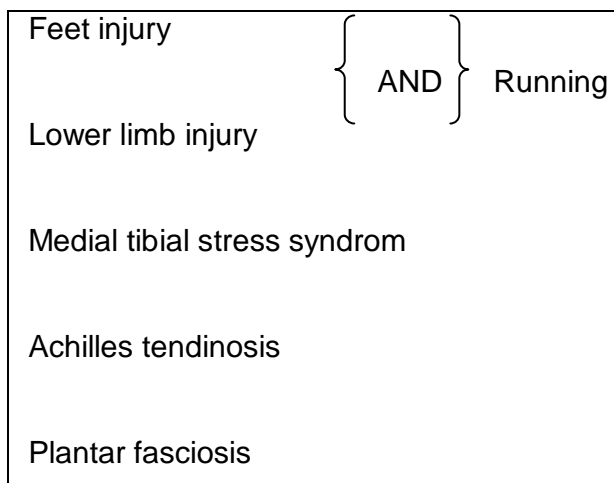 Feet injury
{ AND } Running
Lower limb injury
Medial tibial stress syndrom
Achilles tendinosis
Plantar fasciosis